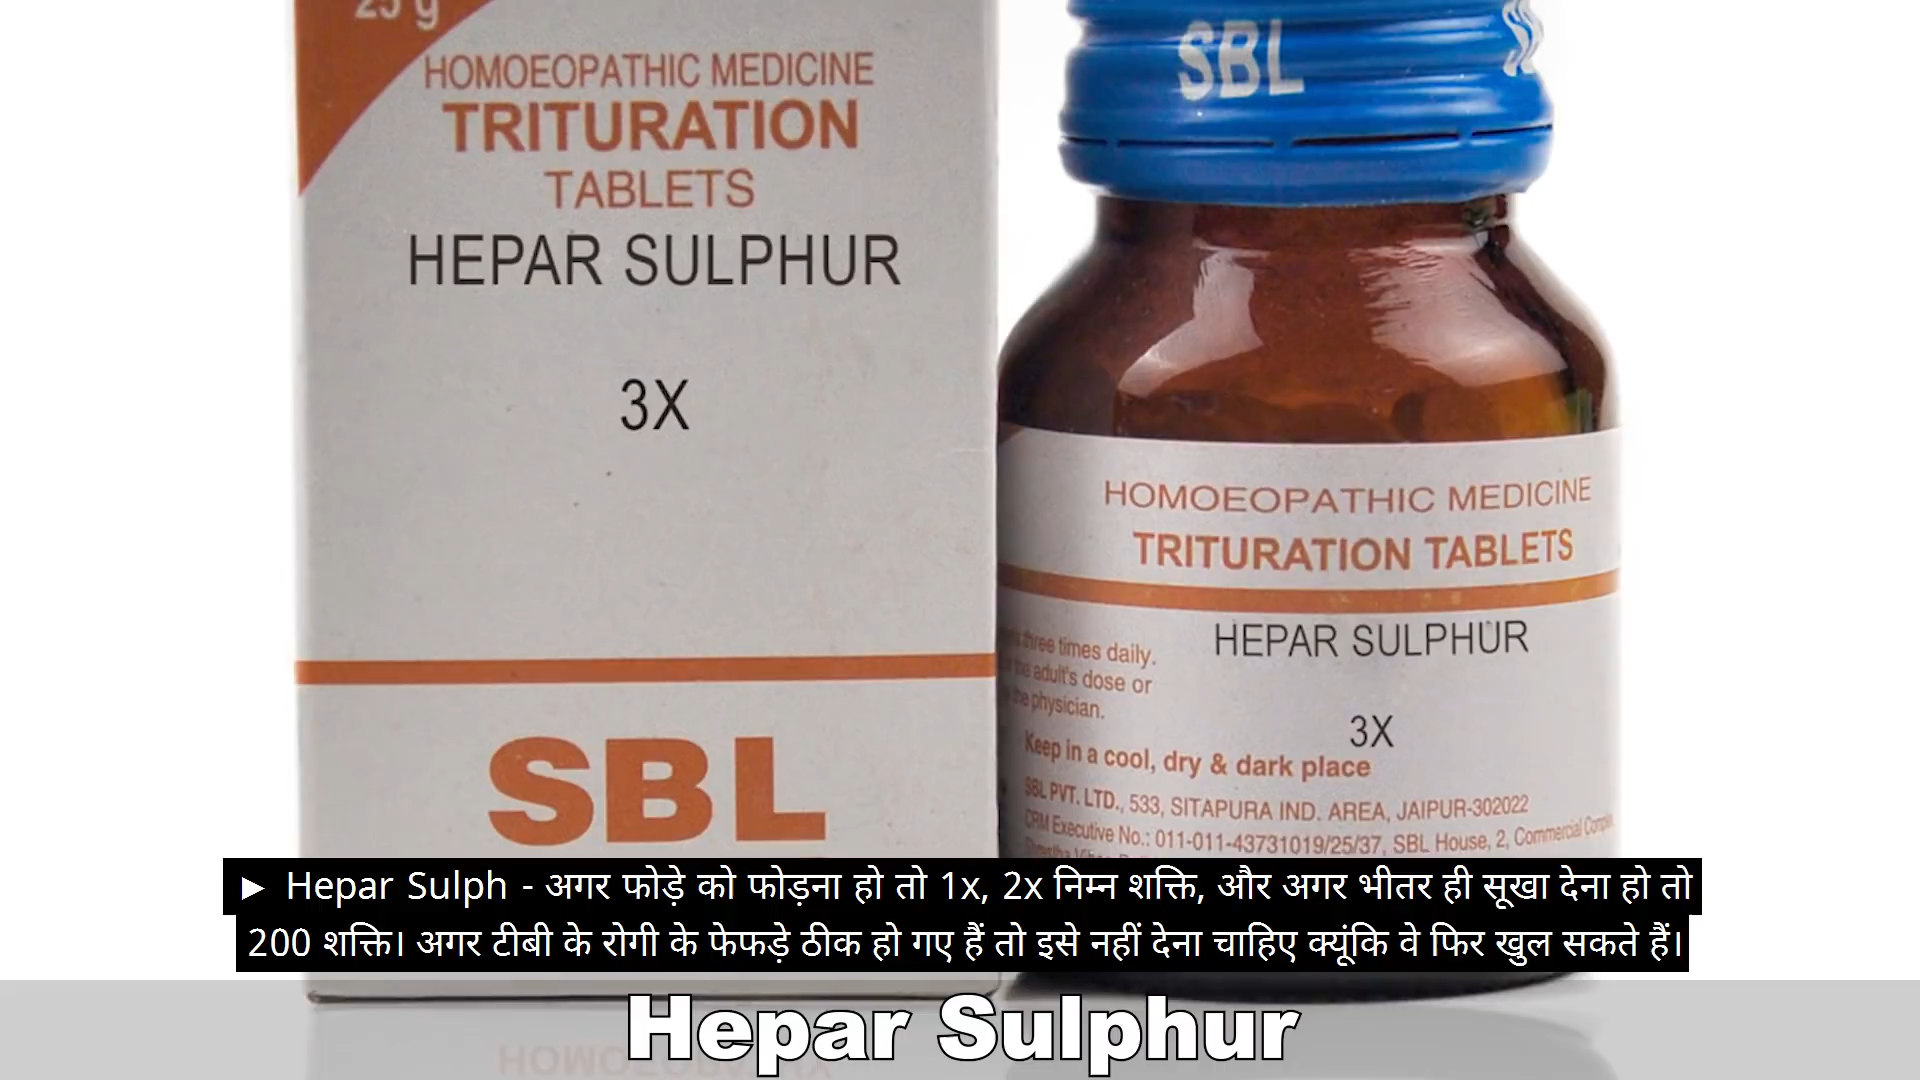 25 g
HOMOEOPATHIC MEDICINE
TRITURATION
TABLETS
HEPAR SULPHUR
3X
SBL
SBL
HOMOEOPATHIC MEDICINE
TRITURATION TABLETS
HEPAR SULPHUR
three times daily.
adult's dose or
the physician.
3X
Keep in a cool, dry & dark place
SBL PVT. LTD., 533, SITAPURA IND. AREA, JAIPUR-302022
CRM Executive No.: 011-011-43731019/25/37, SBL House, 2, Commercial
► Hepar Sulph - अगर फोड़े को फोड़ना हो तो 1x, 2x निम्न शक्ति, और अगर भीतर ही सूखा देना हो तो
200 शक्ति। अगर टीबी के रोगी के फेफड़े ठीक हो गए हैं तो इसे नहीं देना चाहिए क्यूंकि वे फिर खुल सकते हैं।
Hepar Sulphur